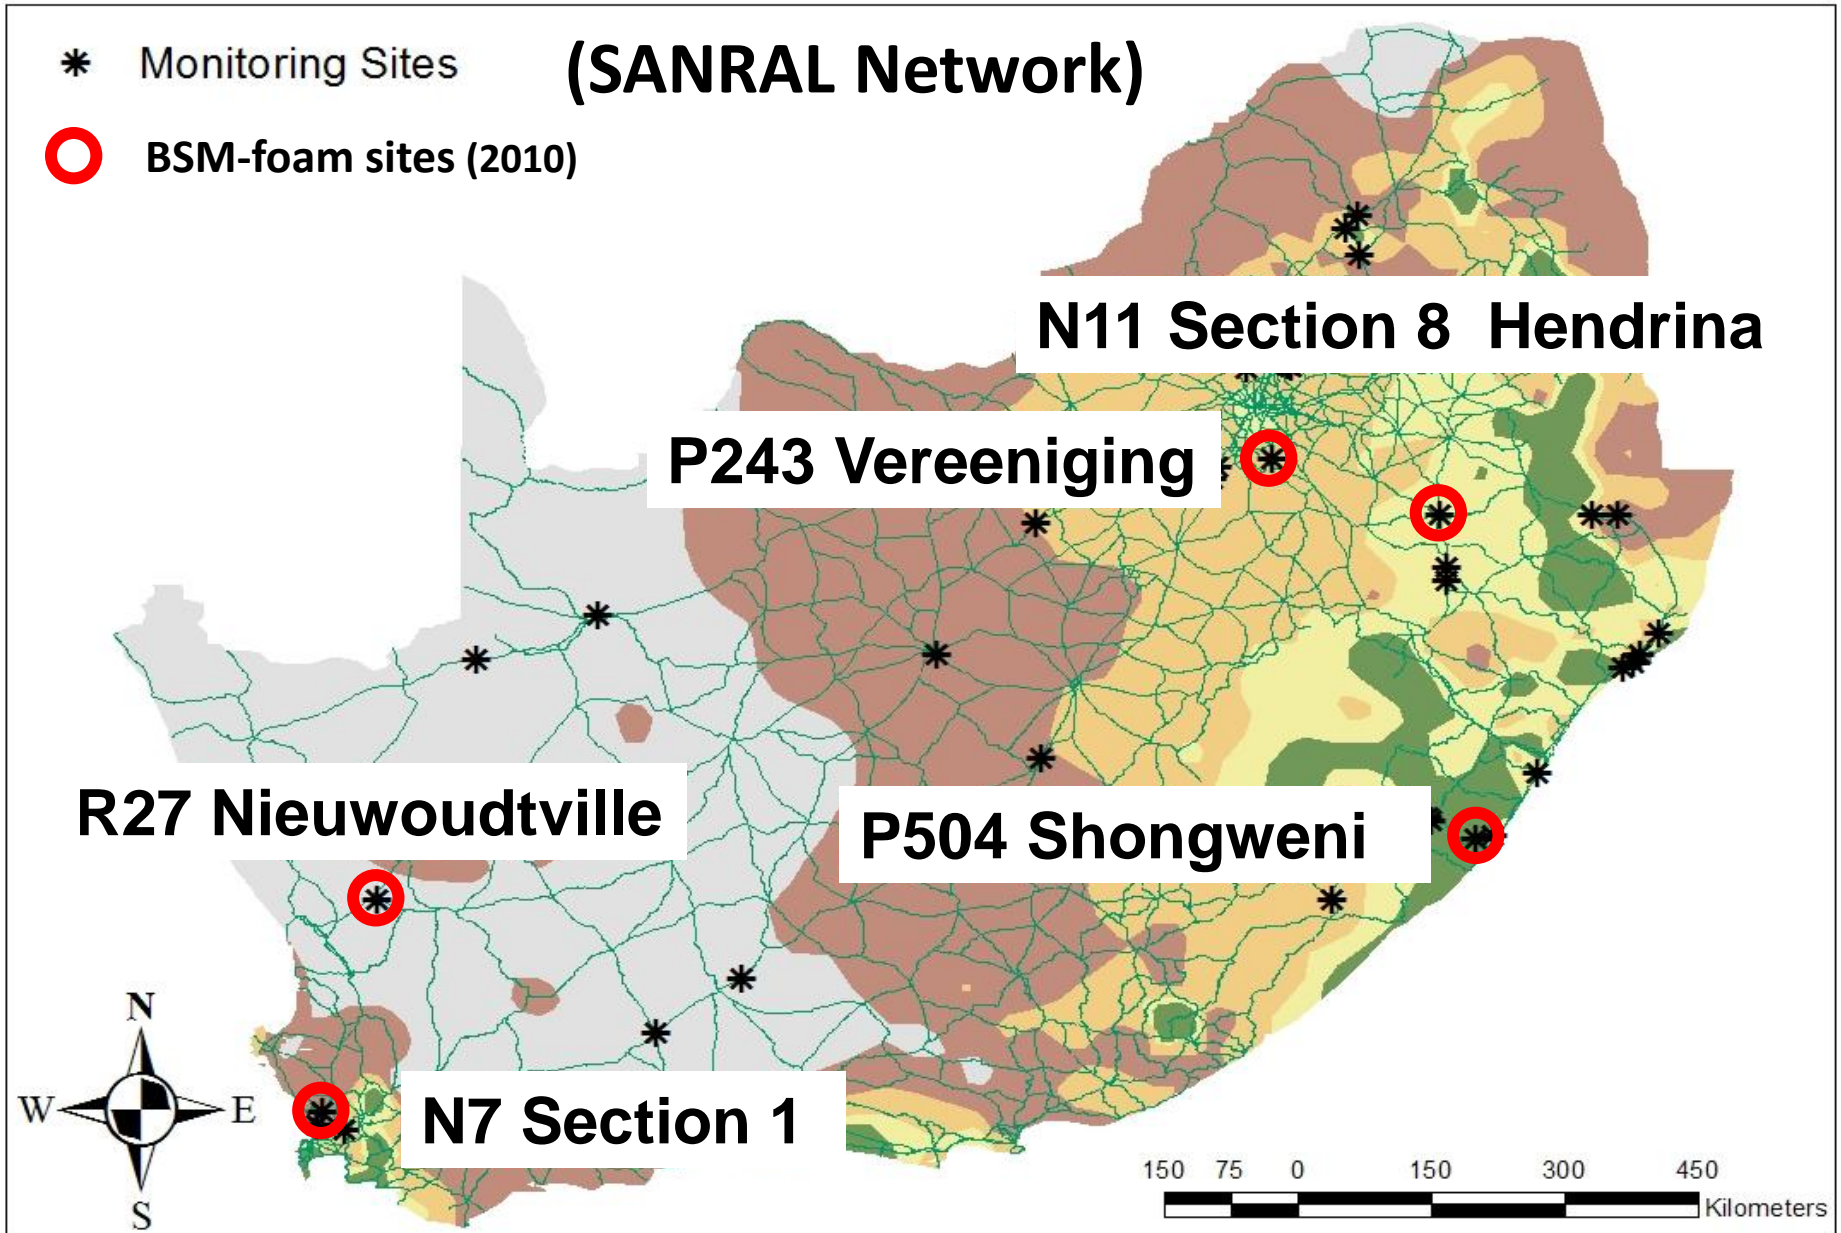 (SANRAL Network)
Monitoring Sites
BSM-foam sites (2010)
N11 Section 8 Hendrina
P243 Vereeniging
R27 Nieuwoudtville
P504 Shongweni
N7 Section 1
N
W
E
S
150 75 0 150 300 450
Kilometers